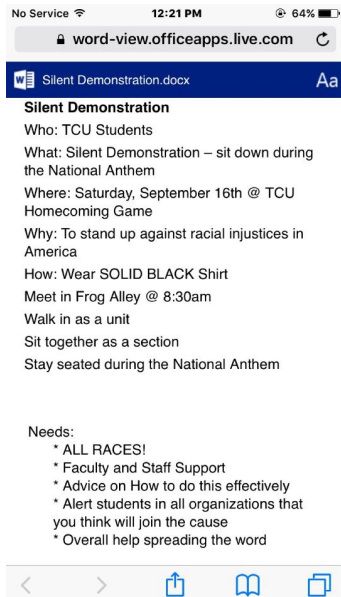 No Service 12:21 PM 64%
word-view.officeapps.live.com
W Silent Demonstration.docx Aa
Silent Demonstration
Who: TCU Students
What: Silent Demonstration – sit down during
the National Anthem
Where: Saturday, September 16th @ TCU
Homecoming Game
Why: To stand up against racial injustices in
America
How: Wear SOLID BLACK Shirt
Meet in Frog Alley @ 8:30am
Walk in as a unit
Sit together as a section
Stay seated during the National Anthem
Needs:
* ALL RACES!
* Faculty and Staff Support
* Advice on How to do this effectively
* Alert students in all organizations that
you think will join the cause
* Overall help spreading the word